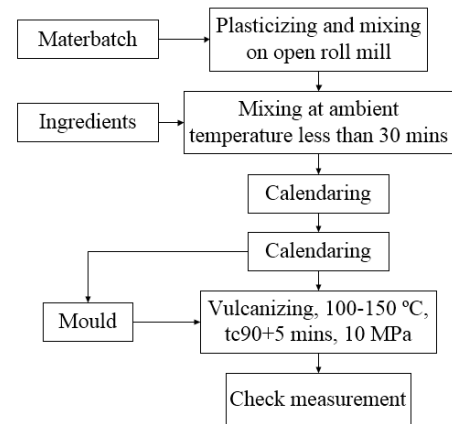 Materbatch
Plasticizing and mixing
on open roll mill
Ingredients
Mixing at ambient
temperature less than 30 mins
Calendaring
Calendaring
Mould
Vulcanizing, 100-150 ºC,
tc90+5 mins, 10 MPa
Check measurement